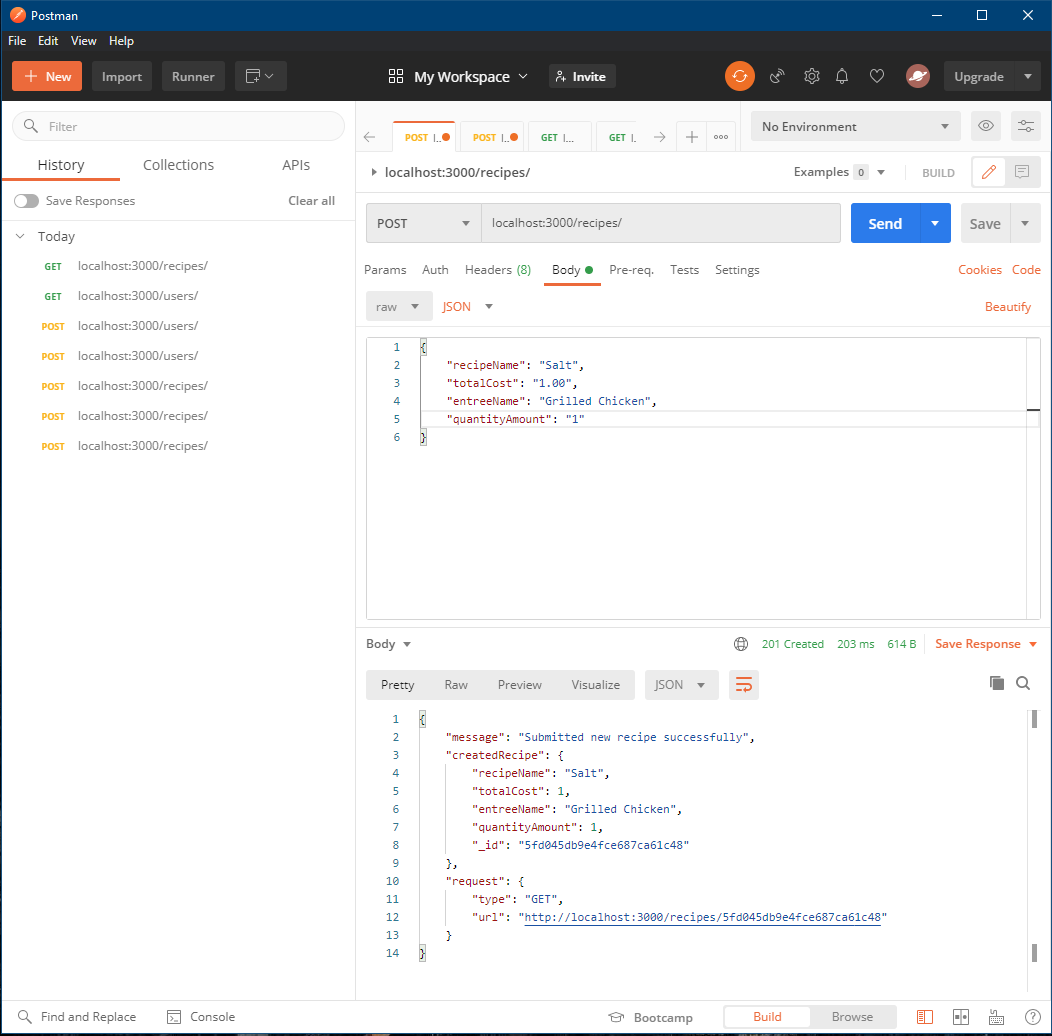 Postman
File Edit View Help
New Import Runner My Workspace Invite Upgrade
Filter
History Collections APIs
Save Responses Clear all
Today
GET localhost:3000/recipes/
GET localhost:3000/users/
POST localhost:3000/users/
POST localhost:3000/users/
POST localhost:3000/recipes/
POST localhost:3000/recipes/
POST localhost:3000/recipes/
POST l.. POST l.. GET l... GET l. No Environment
localhost:3000/recipes/ Examples 0 BUILD
POST localhost:3000/recipes/ Send Save
Params Auth Headers (8) Body Pre-req. Tests Settings Cookies Code
raw JSON Beautify
1 {
2 "recipeName": "Salt",
3 "totalCost": "1.00",
4 "entreeName": "Grilled Chicken",
5 "quantityAmount": "1"
6 }
Body 201 Created 203 ms 614 B Save Response
Pretty Raw Preview Visualize JSON
1 {
2 "message": "Submitted new recipe successfully",
3 "createdRecipe": {
4 "recipeName": "Salt",
5 "totalCost": 1,
6 "entreeName": "Grilled Chicken",
7 "quantityAmount": 1,
8 "_id": "5fd045db9e4fce687ca61c48"
9 },
10 "request": {
11 "type": "GET",
12 "url": "http://localhost:3000/recipes/5fd045db9e4fce687ca61c48"
13 }
14 }
Find and Replace Console Bootcamp Build Browse